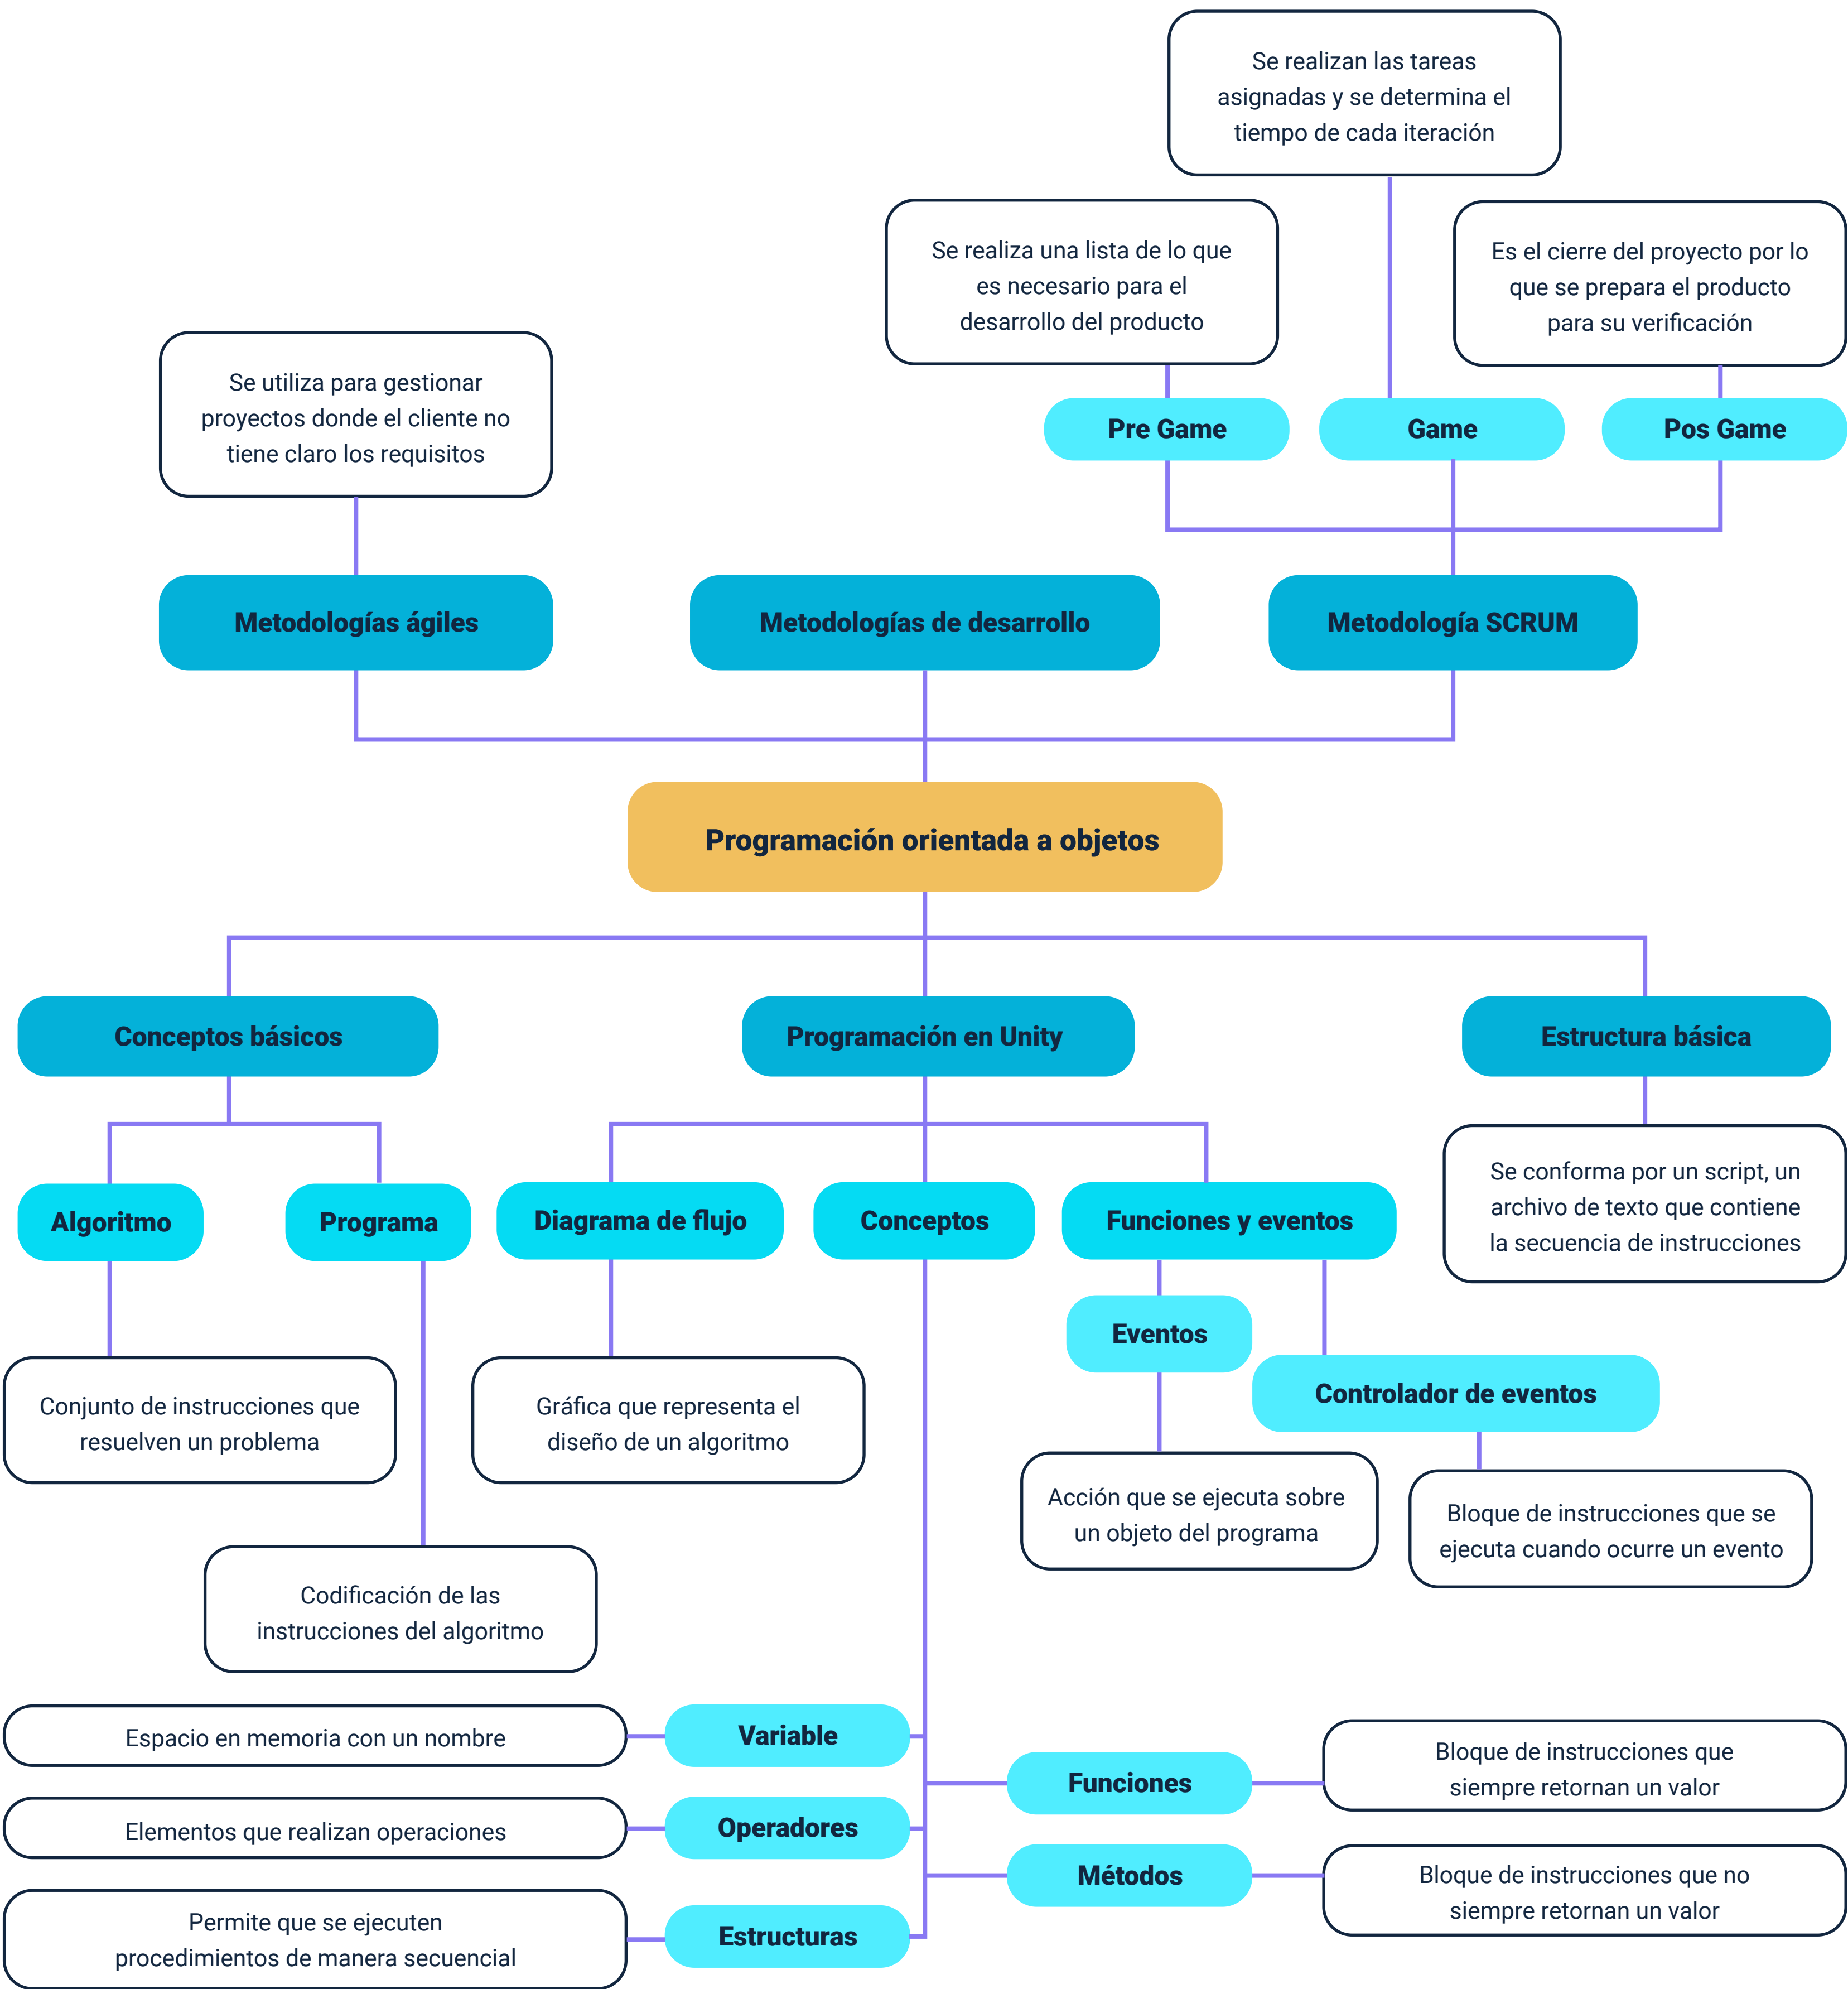 Se realizan las tareas
asignadas y se determina el
tiempo de cada iteración
Se realiza una lista de lo que
es necesario para el
desarrollo del producto
Es el cierre del proyecto por lo
que se prepara el producto
para su verificación
Se utiliza para gestionar
proyectos donde el cliente no
tiene claro los requisitos
Pre Game
Game
Pos Game
Metodologías ágiles
Metodologías de desarrollo
Metodología SCRUM
Programación orientada a objetos
Conceptos básicos
Programación en Unity
Estructura básica
Se conforma por un script, un
archivo de texto que contiene
la secuencia de instrucciones
Algoritmo
Programa
Diagrama de flujo
Conceptos
Funciones y eventos
Eventos
Controlador de eventos
Conjunto de instrucciones que
resuelven un problema
Gráfica que representa el
diseño de un algoritmo
Acción que se ejecuta sobre
un objeto del programa
Bloque de instrucciones que se
ejecuta cuando ocurre un evento
Codificación de las
instrucciones del algoritmo
Espacio en memoria con un nombre
Variable
Funciones
Bloque de instrucciones que
siempre retornan un valor
Elementos que realizan operaciones
Operadores
Métodos
Bloque de instrucciones que no
siempre retornan un valor
Permite que se ejecuten
procedimientos de manera secuencial
Estructuras